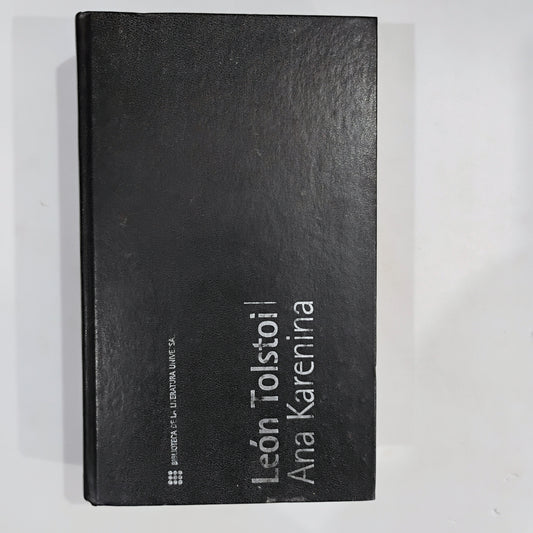 BIBLIOTECA DE LA LITERATURA UNIVERSAL
León Tolstoi |
Ana Karenina